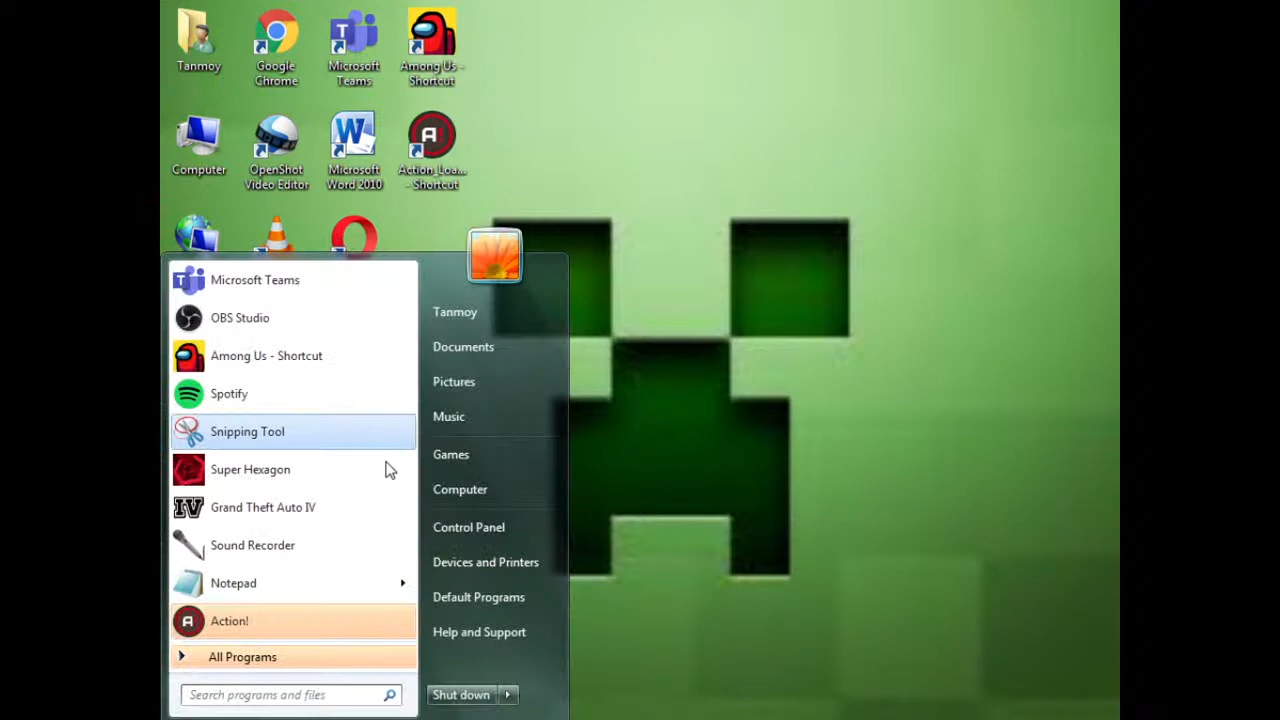 Tanmoy
Google
Chrome
Microsoft
Teams
Among Us -
Shortcut
Computer
OpenShot
Video Editor
Microsoft
Word 2010
Action_Loa...
- Shortcut
Microsoft Teams
OBS Studio
Among Us - Shortcut
Spotify
Snipping Tool
Super Hexagon
Grand Theft Auto IV
Sound Recorder
Notepad
Action!
All Programs
Search programs and files
Tanmoy
Documents
Pictures
Music
Games
Computer
Control Panel
Devices and Printers
Default Programs
Help and Support
Shut down